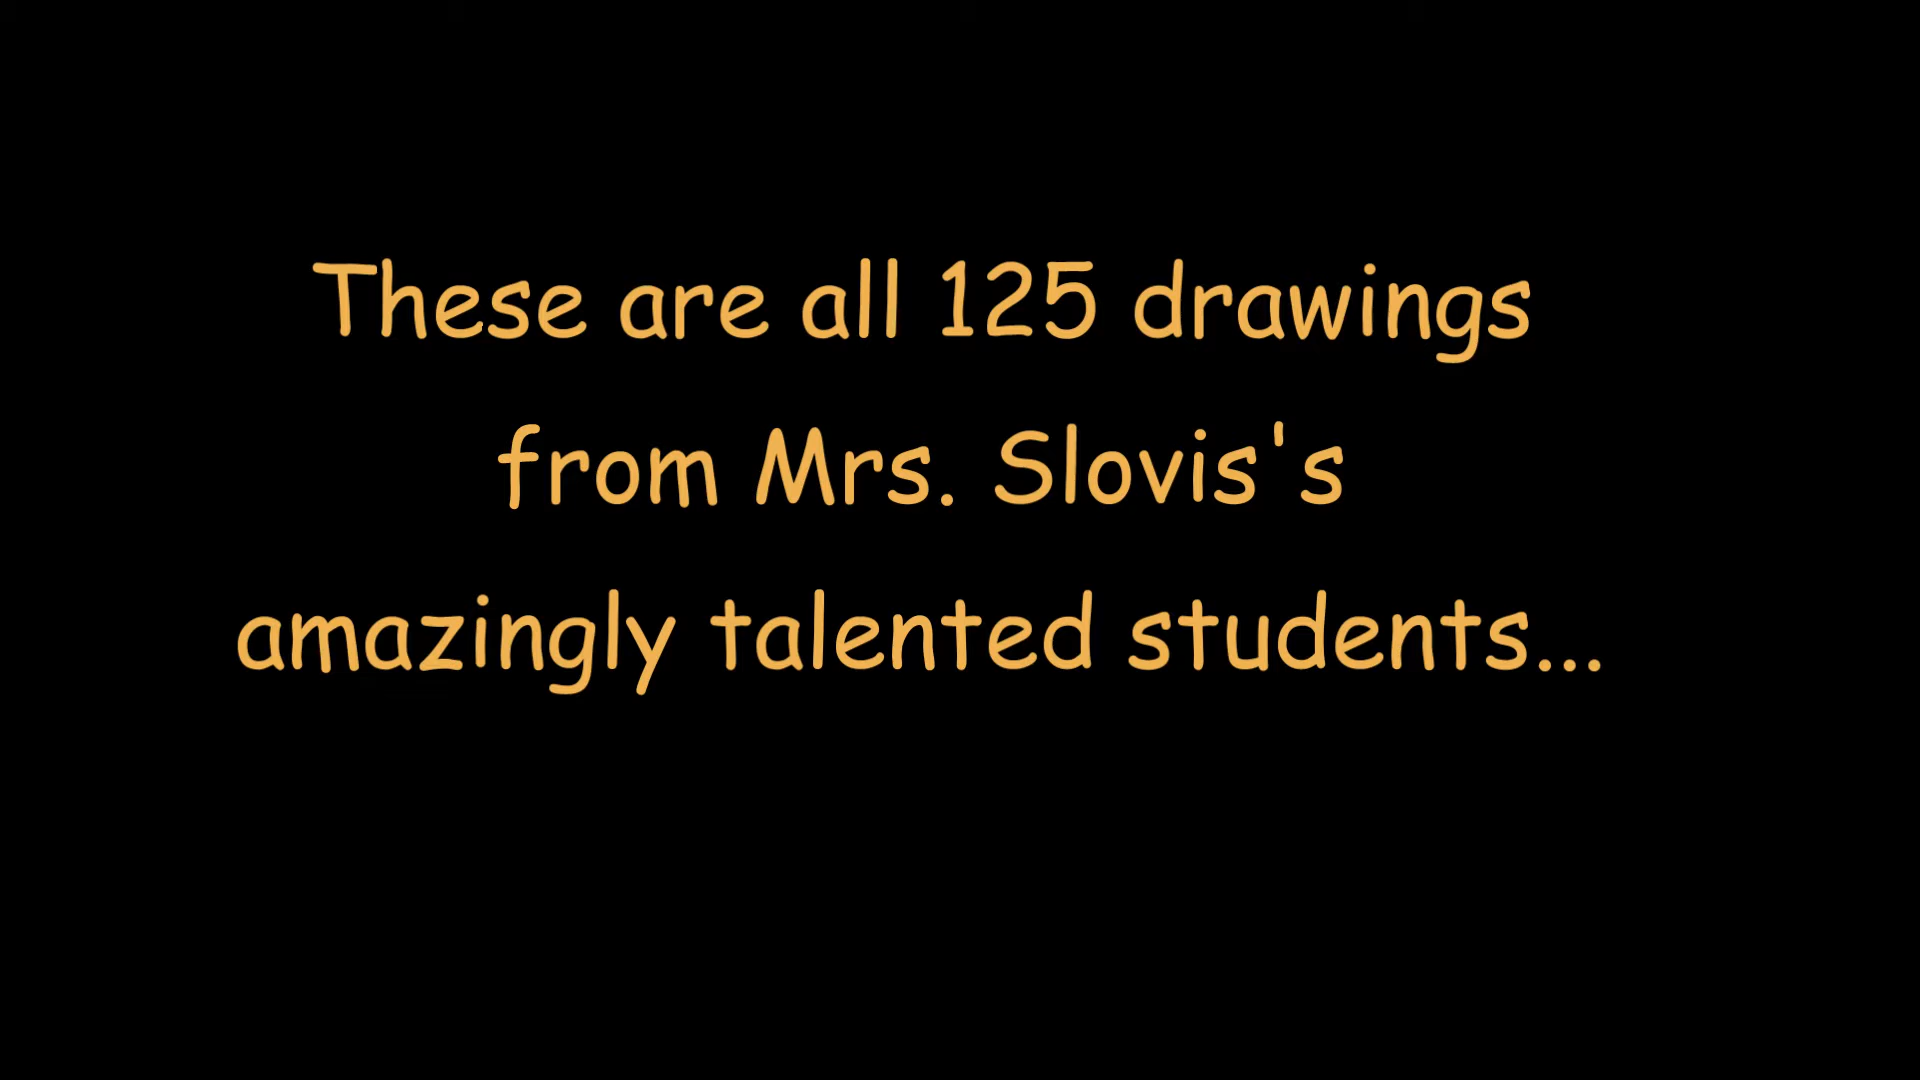 These are all 125 drawings
from Mrs. Slovis's
amazingly talented students...